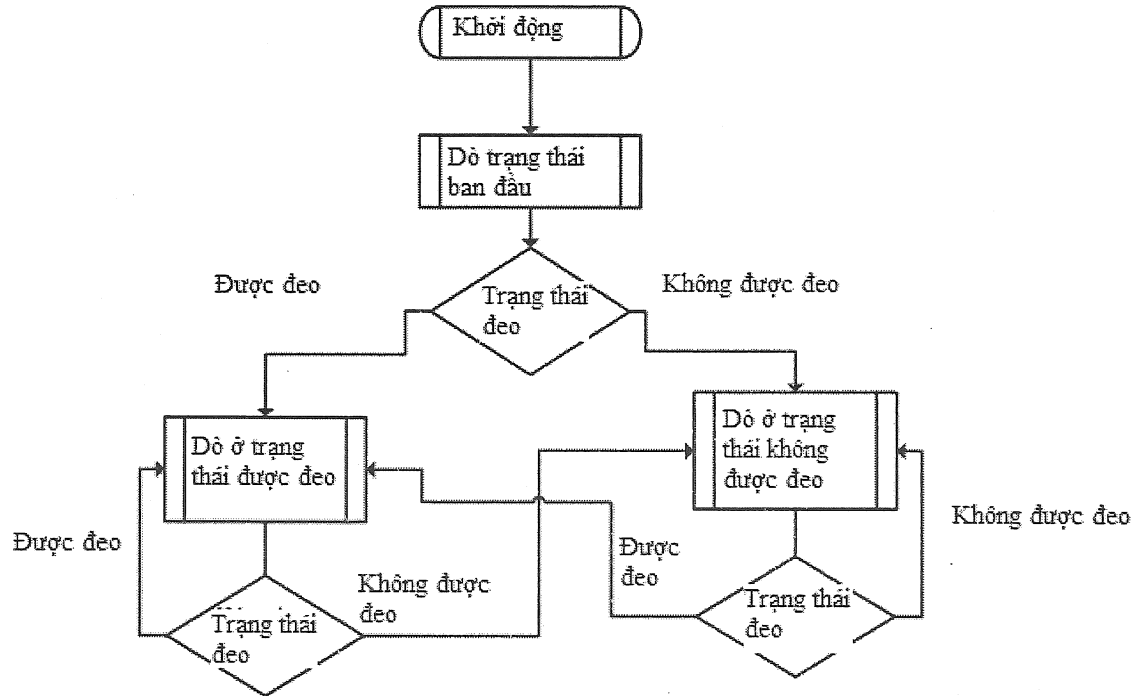 Khởi động
Dò trạng thái
ban đầu
Được đeo
Không được đeo
Trạng thái
đeo
Dò ở trạng
thái được đeo
Dò ở trạng
thái không
được đeo
Được đeo
Không được
đeo
Được
đeo
Không được đeo
Trạng thái
đeo
Trạng thái
đeo